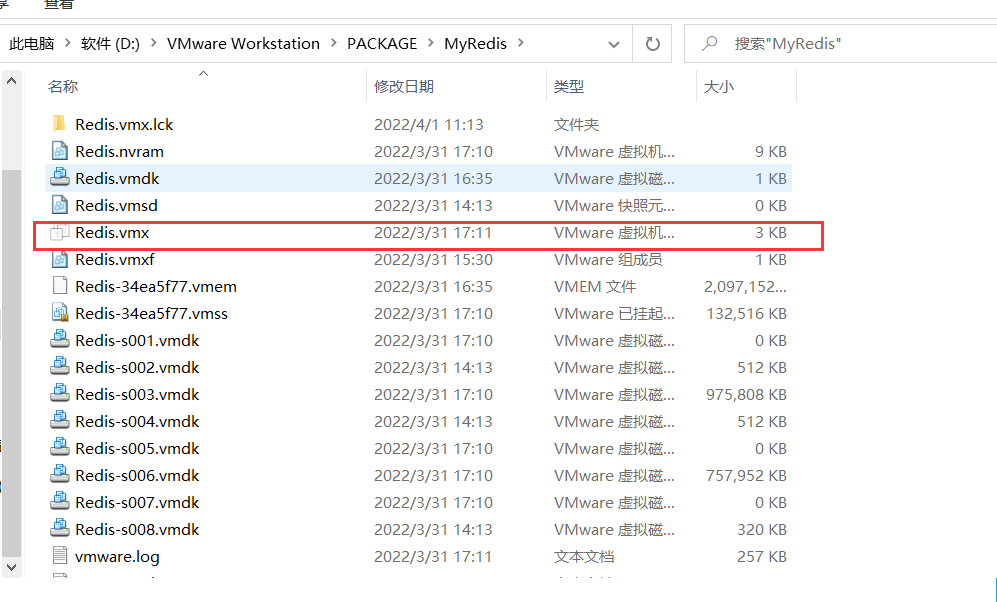 查看
此电脑 > 软件 (D:) > VMware Workstation > PACKAGE > MyRedis >
搜索"MyRedis"
名称 修改日期 类型 大小
Redis.vmx.lck 2022/4/1 11:13 文件夹
Redis.nvram 2022/3/31 17:10 VMware 虚拟机... 9 KB
Redis.vmdk 2022/3/31 16:35 VMware 虚拟磁... 1 KB
Redis.vmsd 2022/3/31 14:13 VMware 快照元... 0 KB
Redis.vmx 2022/3/31 17:11 VMware 虚拟机... 3 KB
Redis.vmxf 2022/3/31 15:30 VMware 组成员 1 KB
Redis-34ea5f77.vmem 2022/3/31 16:35 VMEM 文件 2,097,152...
Redis-34ea5f77.vmss 2022/3/31 17:10 VMware 已挂起... 132,516 KB
Redis-s001.vmdk 2022/3/31 17:10 VMware 虚拟磁... 0 KB
Redis-s002.vmdk 2022/3/31 14:13 VMware 虚拟磁... 512 KB
Redis-s003.vmdk 2022/3/31 17:10 VMware 虚拟磁... 975,808 KB
Redis-s004.vmdk 2022/3/31 14:13 VMware 虚拟磁... 512 KB
Redis-s005.vmdk 2022/3/31 17:10 VMware 虚拟磁... 0 KB
Redis-s006.vmdk 2022/3/31 17:10 VMware 虚拟磁... 757,952 KB
Redis-s007.vmdk 2022/3/31 17:10 VMware 虚拟磁... 0 KB
Redis-s008.vmdk 2022/3/31 14:13 VMware 虚拟磁... 320 KB
vmware.log 2022/3/31 17:11 文本文档 257 KB